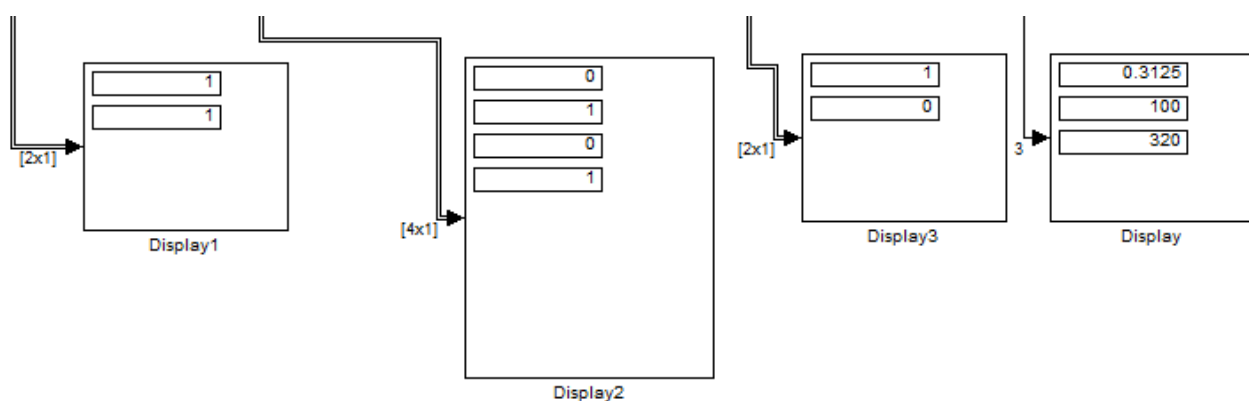 1
1
[2x1]
Display1
0
1
0
1
[4x1]
Display2
1
0
[2x1]
Display3
0.3125
100
320
3
Display